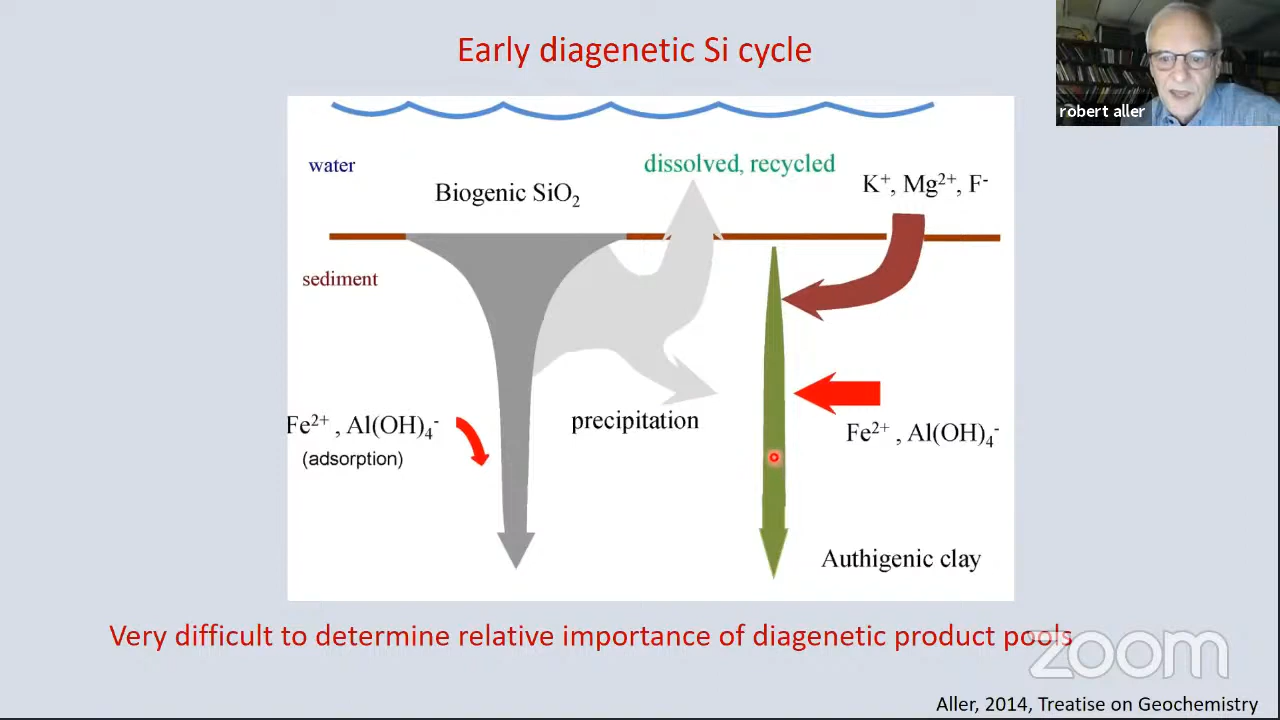 Early diagenetic Si cycle
robert aller
water
Biogenic SiO₂
dissolved, recycled
K⁺, Mg²⁺, F⁻
sediment
Fe²⁺ , Al(OH)₄⁻
(adsorption)
precipitation
Fe²⁺ , Al(OH)₄⁻
Authigenic clay
Very difficult to determine relative importance of diagenetic product pools
zoom
Aller, 2014, Treatise on Geochemistry